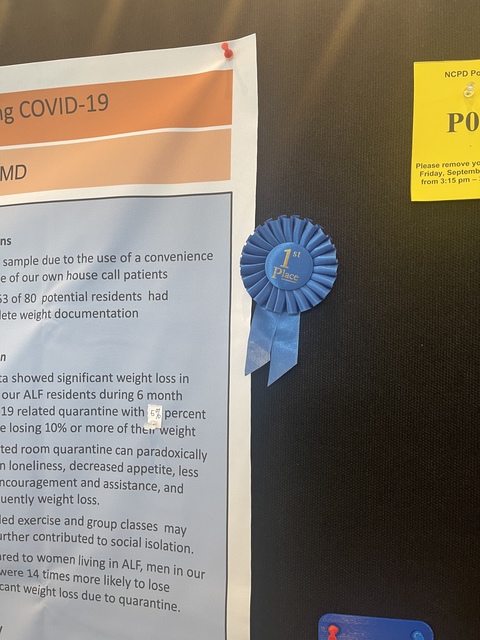 ng COVID-19
MD
ns
sample due to the use of a convenience
e of our own house call patients
53 of 80 potential residents had
lete weight documentation
n
ta showed significant weight loss in
our ALF residents during 6 month
19 related quarantine with 5% percent
e losing 10% or more of their weight
ted room quarantine can paradoxically
n loneliness, decreased appetite, less
ncouragement and assistance, and
uently weight loss.
led exercise and group classes may
urther contributed to social isolation.
ared to women living in ALF, men in our
were 14 times more likely to lose
cant weight loss due to quarantine.
1st
Place
NCPD Po
PO
Please remove yo
Friday, Septemb
from 3:15 pm –